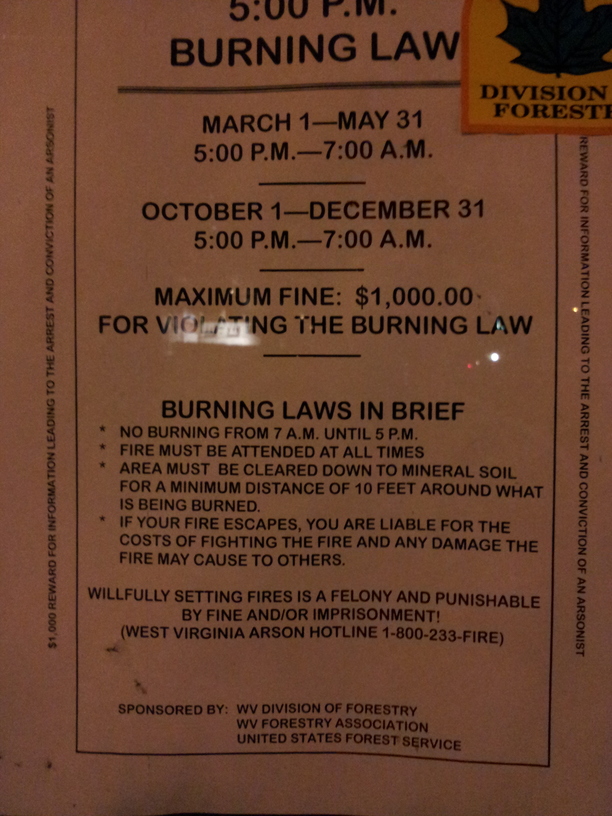 5:00 P.M.
BURNING LAW
DIVISION
MARCH 1—MAY 31
5:00 P.M.—7:00 A.M.
OCTOBER 1—DECEMBER 31
5:00 P.M.—7:00 A.M.
MAXIMUM FINE: $1,000.00
FOR VIOLATING THE BURNING LAW
BURNING LAWS IN BRIEF
* NO BURNING FROM 7 A.M. UNTIL 5 P.M.
* FIRE MUST BE ATTENDED AT ALL TIMES
* AREA MUST BE CLEARED DOWN TO MINERAL SOIL
FOR A MINIMUM DISTANCE OF 10 FEET AROUND WHAT
IS BEING BURNED.
* IF YOUR FIRE ESCAPES, YOU ARE LIABLE FOR THE
COSTS OF FIGHTING THE FIRE AND ANY DAMAGE THE
FIRE MAY CAUSE TO OTHERS.
WILLFULLY SETTING FIRES IS A FELONY AND PUNISHABLE
BY FINE AND/OR IMPRISONMENT!
(WEST VIRGINIA ARSON HOTLINE 1-800-233-FIRE)
SPONSORED BY: WV DIVISION OF FORESTRY
WV FORESTRY ASSOCIATION
UNITED STATES FOREST SERVICE
$1,000 REWARD FOR INFORMATION LEADING TO THE ARREST AND CONVICTION OF AN ARSONIST
REWARD FOR INFORMATION LEADING TO THE ARREST AND CONVICTION OF AN ARSONIST